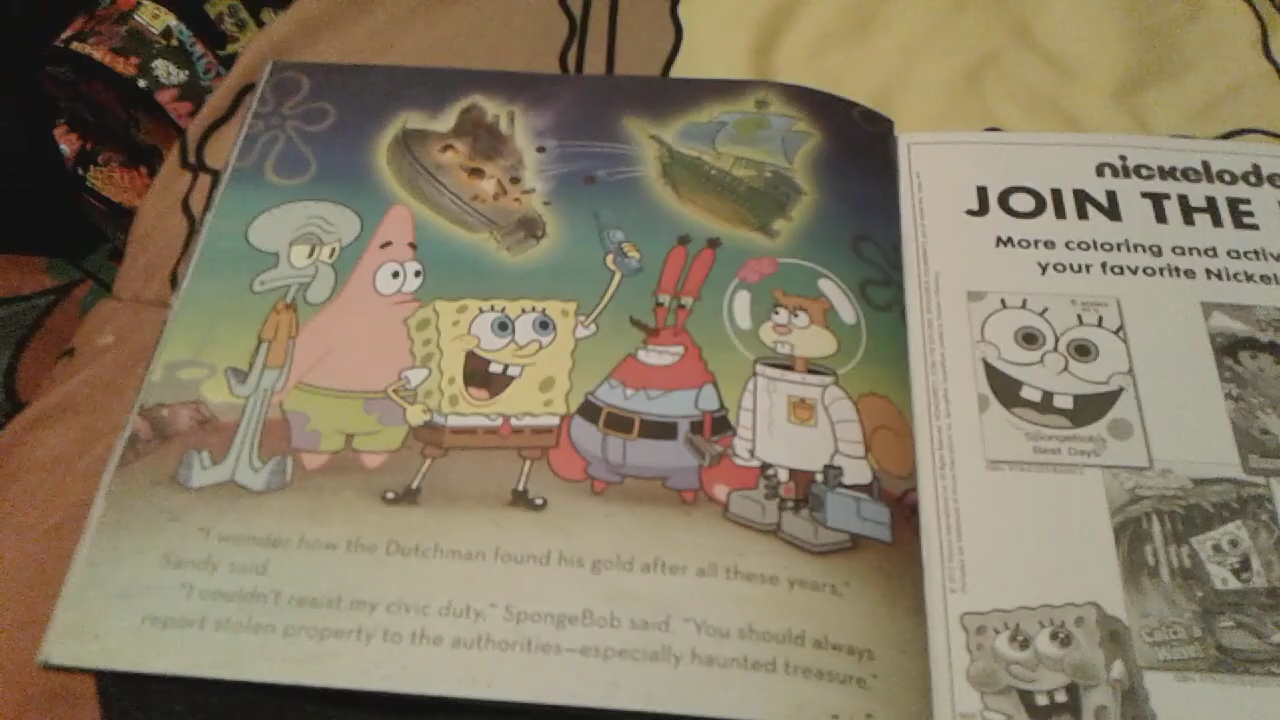 "I wonder how the Dutchman found his gold after all these years,"
Sandy said.
"I couldn't resist my civic duty," SpongeBob said. "You should always
report stolen property to the authorities—especially haunted treasure."
nickelode
JOIN THE
More coloring and activ
your favorite Nickel
SpongeBob's
Best Days